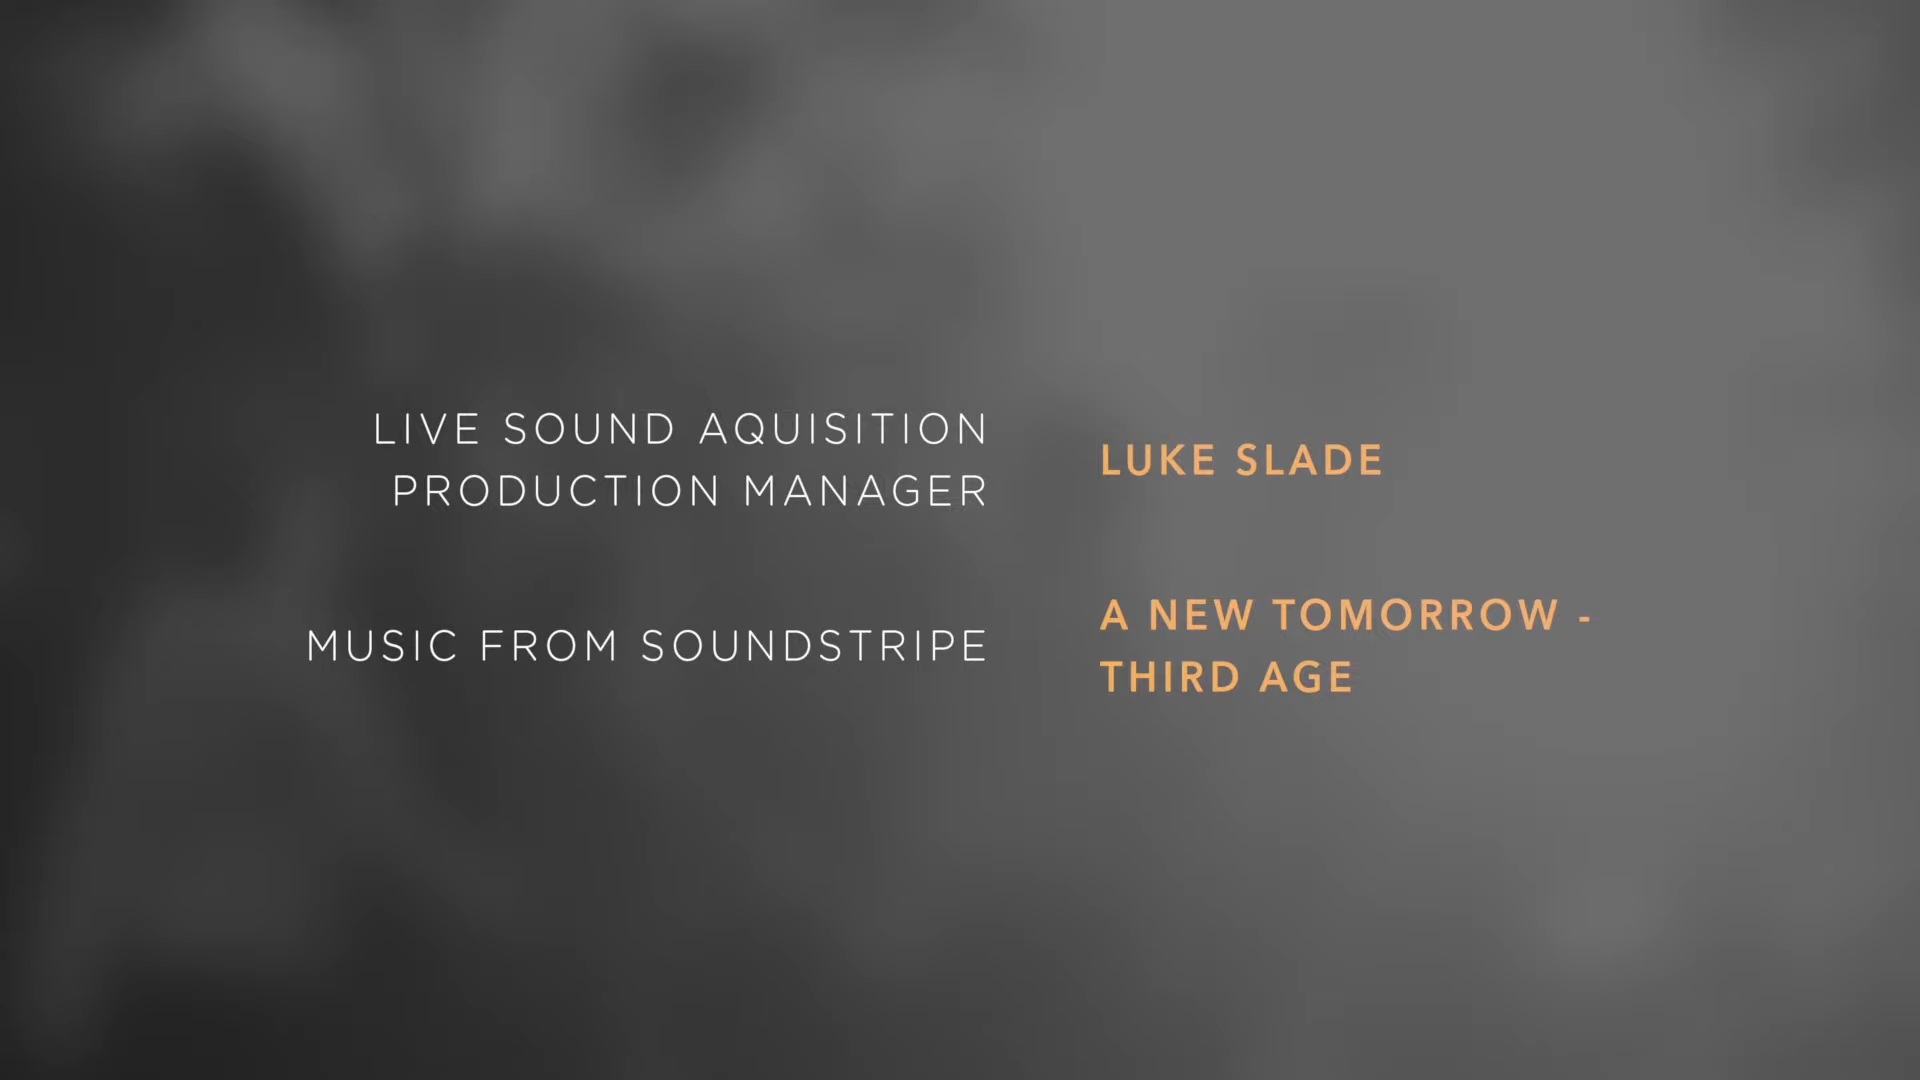 LIVE SOUND AQUISITION
PRODUCTION MANAGER
LUKE SLADE
MUSIC FROM SOUNDSTRIPE
A NEW TOMORROW -
THIRD AGE